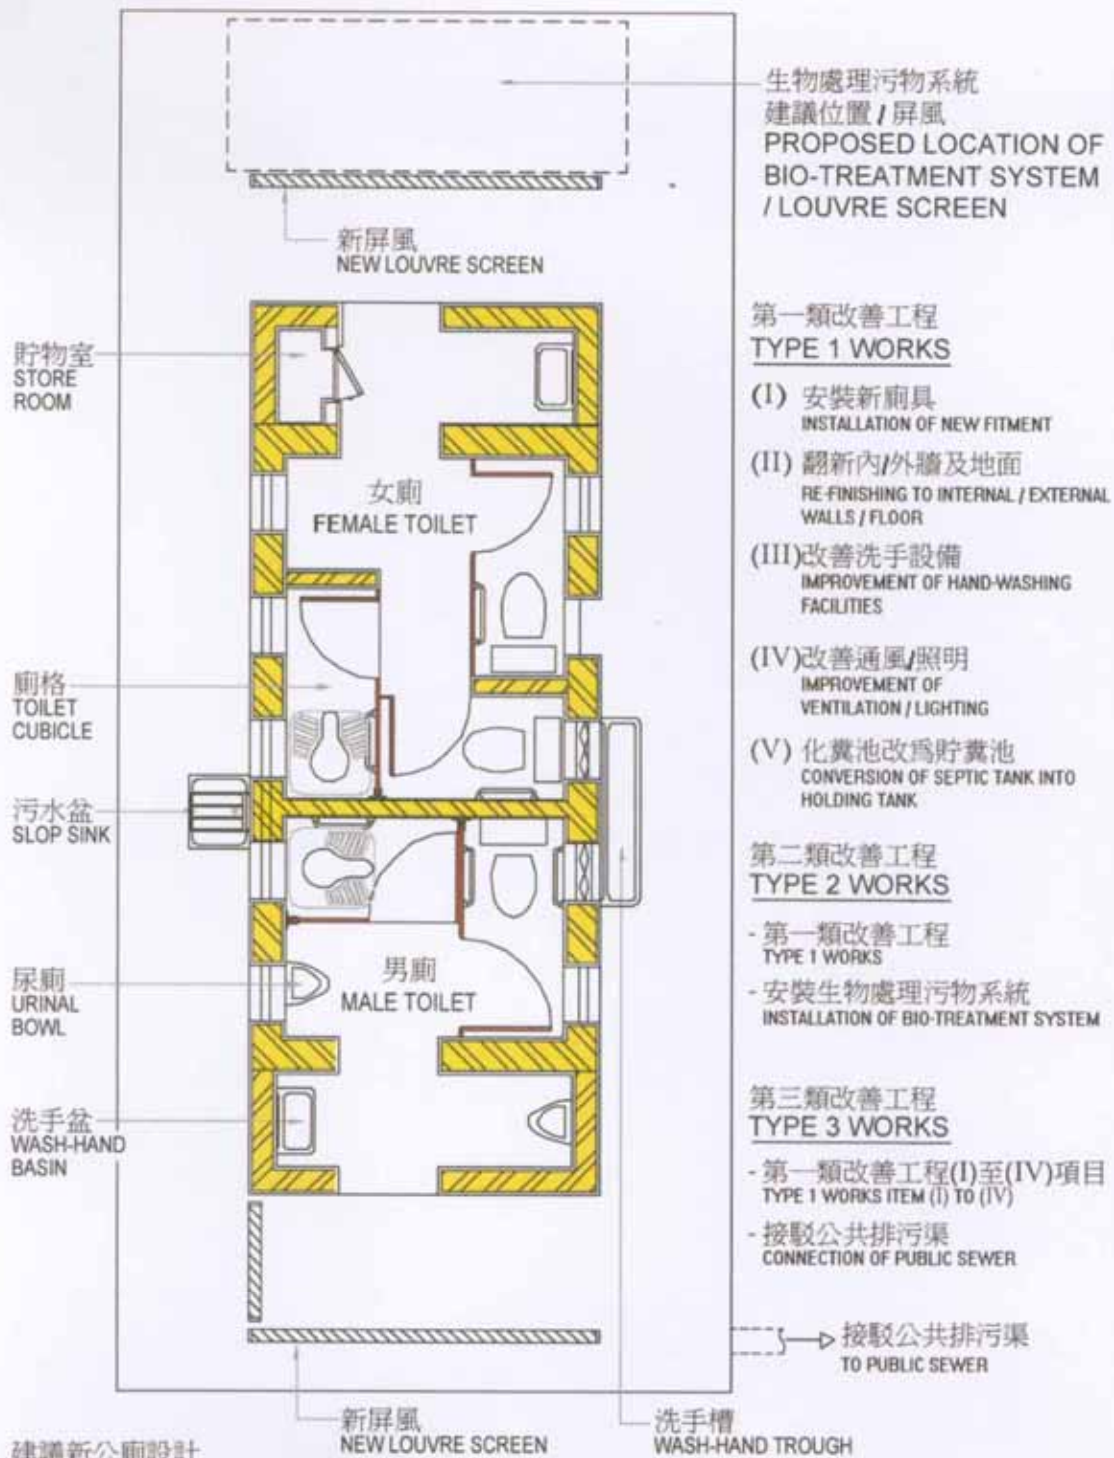 生物處理污物系統
建議位置 / 屏風
PROPOSED LOCATION OF
BIO-TREATMENT SYSTEM
/ LOUVRE SCREEN
新屏風
NEW LOUVRE SCREEN
貯物室
STORE
ROOM
女廁
FEMALE TOILET
廁格
TOILET
CUBICLE
污水盆
SLOP SINK
尿廁
URINAL
BOWL
男廁
MALE TOILET
洗手盆
WASH-HAND
BASIN
第一類改善工程
TYPE 1 WORKS
(I) 安裝新廁具
INSTALLATION OF NEW FITMENT
(II) 翻新內/外牆及地面
RE-FINISHING TO INTERNAL / EXTERNAL
WALLS / FLOOR
(III)改善洗手設備
IMPROVEMENT OF HAND-WASHING
FACILITIES
(IV)改善通風/照明
IMPROVEMENT OF
VENTILATION / LIGHTING
(V) 化糞池改爲貯糞池
CONVERSION OF SEPTIC TANK INTO
HOLDING TANK
第二類改善工程
TYPE 2 WORKS
- 第一類改善工程
TYPE 1 WORKS
- 安裝生物處理污物系統
INSTALLATION OF BIO-TREATMENT SYSTEM
第三類改善工程
TYPE 3 WORKS
- 第一類改善工程(I)至(IV)項目
TYPE 1 WORKS ITEM (I) TO (IV)
- 接駁公共排污渠
CONNECTION OF PUBLIC SEWER
接駁公共排污渠
TO PUBLIC SEWER
新屏風
NEW LOUVRE SCREEN
洗手槽
WASH-HAND TROUGH
建議新公廁設計